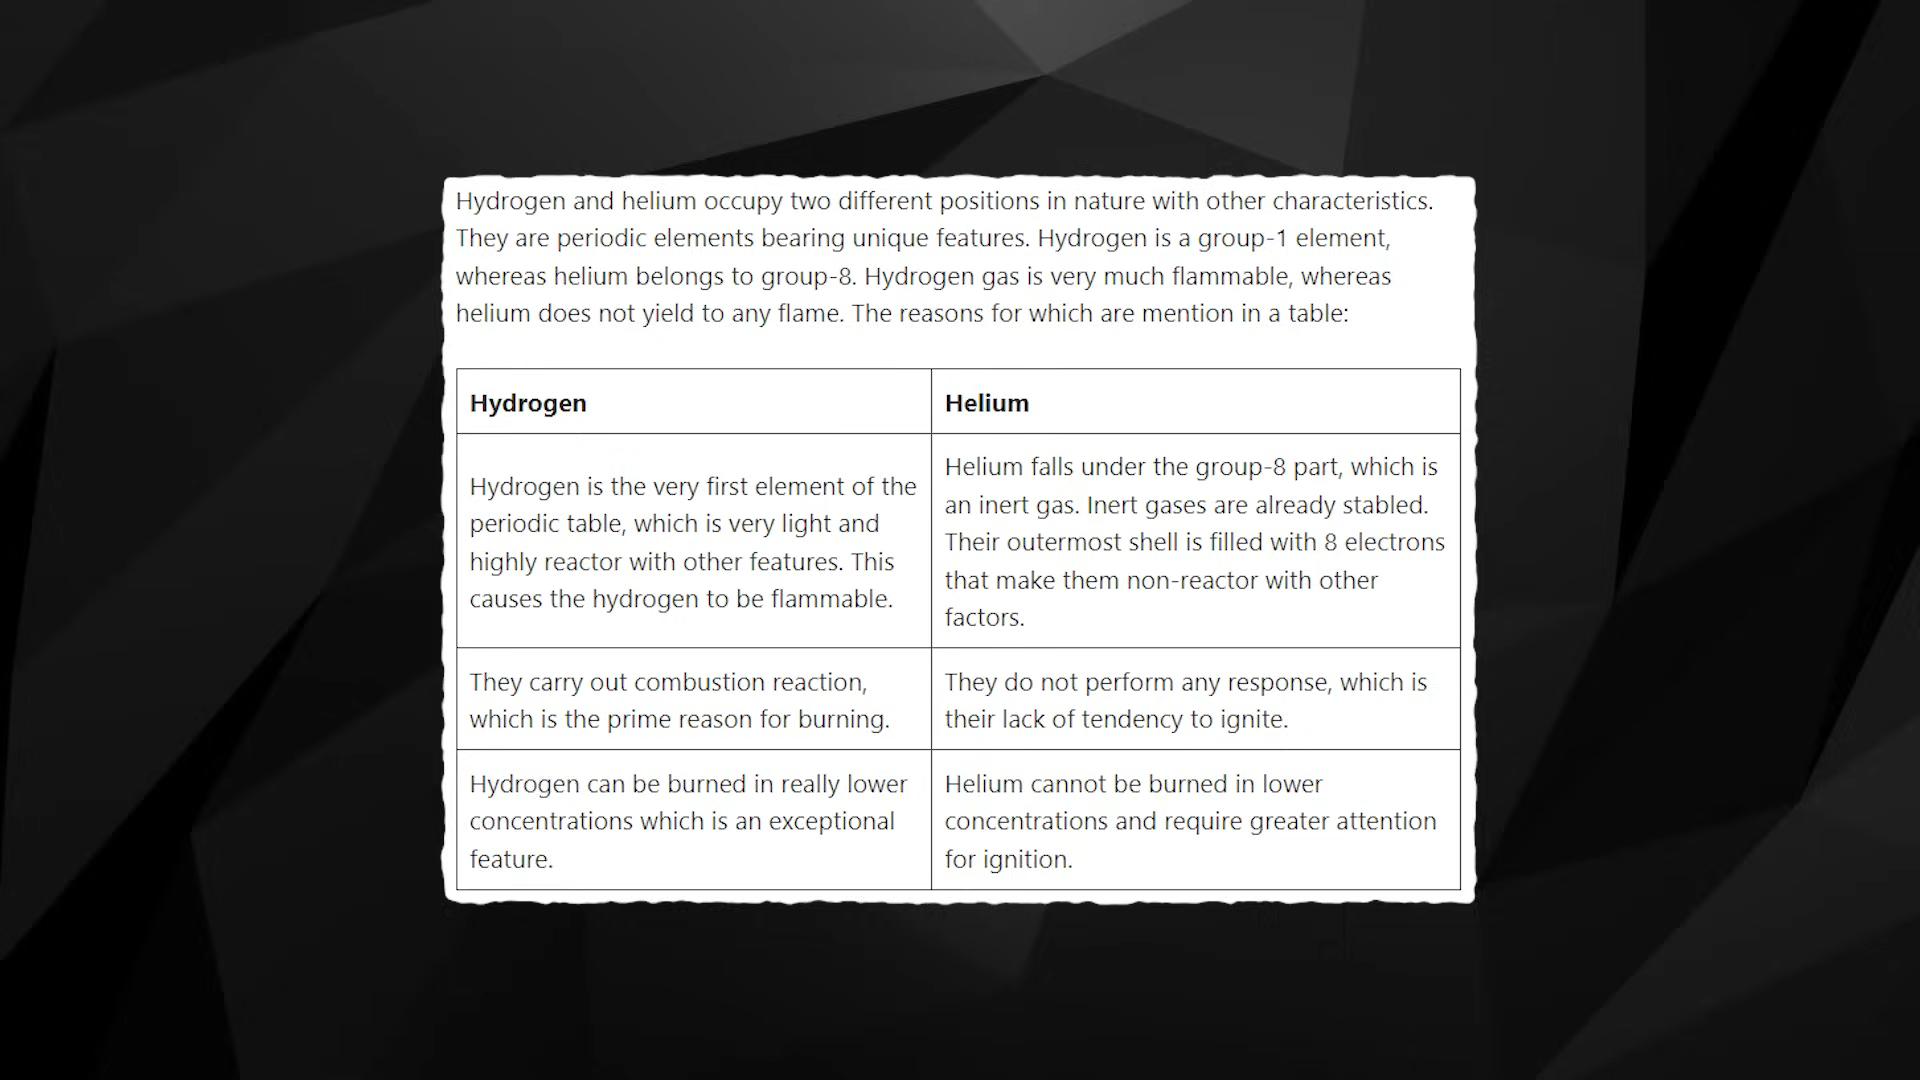 Hydrogen and helium occupy two different positions in nature with other characteristics.
They are periodic elements bearing unique features. Hydrogen is a group-1 element,
whereas helium belongs to group-8. Hydrogen gas is very much flammable, whereas
helium does not yield to any flame. The reasons for which are mention in a table:
Hydrogen
Helium
Hydrogen is the very first element of the
periodic table, which is very light and
highly reactor with other features. This
causes the hydrogen to be flammable.
Helium falls under the group-8 part, which is
an inert gas. Inert gases are already stabled.
Their outermost shell is filled with 8 electrons
that make them non-reactor with other
factors.
They carry out combustion reaction,
which is the prime reason for burning.
They do not perform any response, which is
their lack of tendency to ignite.
Hydrogen can be burned in really lower
concentrations which is an exceptional
feature.
Helium cannot be burned in lower
concentrations and require greater attention
for ignition.